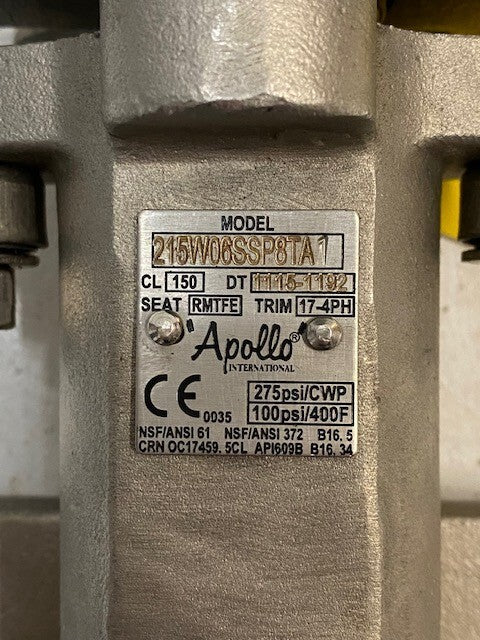 MODEL
215W06SSP8TA1
CL 150 DT 1115-1192
SEAT RMTFE TRIM 17-4PH
Apollo®
INTERNATIONAL
CE 0035
275psi/CWP
100psi/400F
NSF/ANSI 61 NSF/ANSI 372 B16.5
CRN OC17459.5CL API609B B16.34